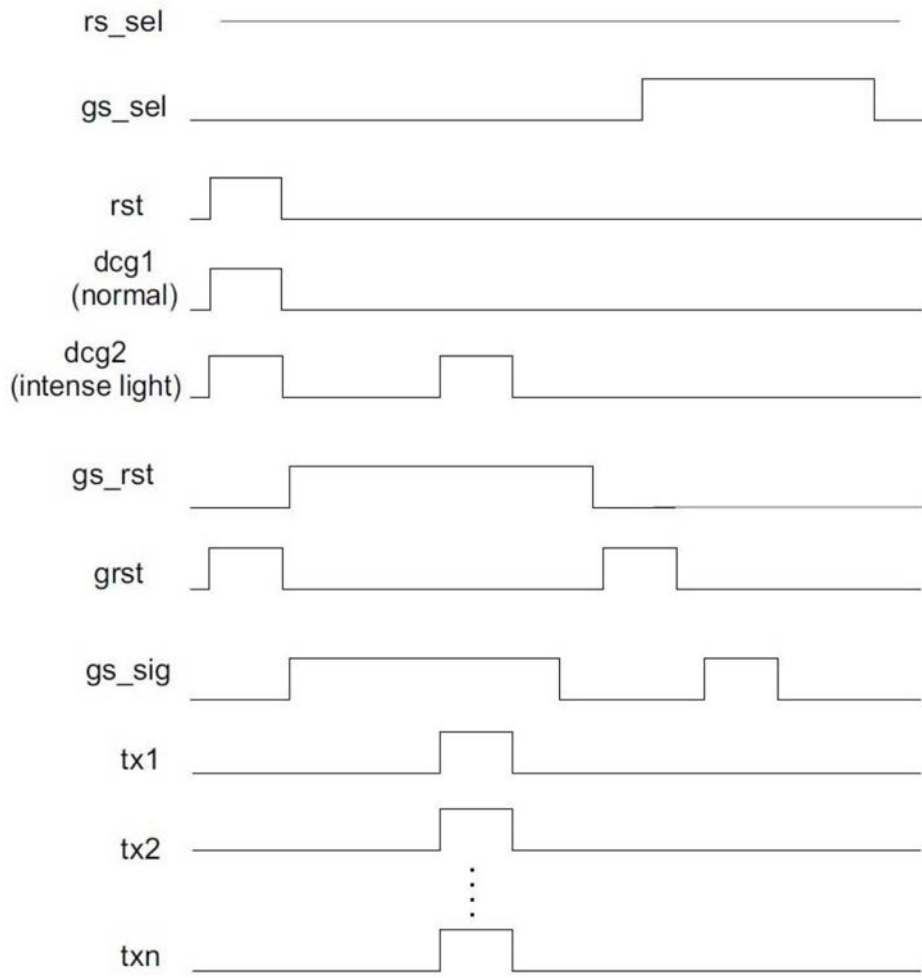 rs_sel
gs_sel
rst
dcg1
(normal)
dcg2
(intense light)
gs_rst
grst
gs_sig
tx1
tx2
txn